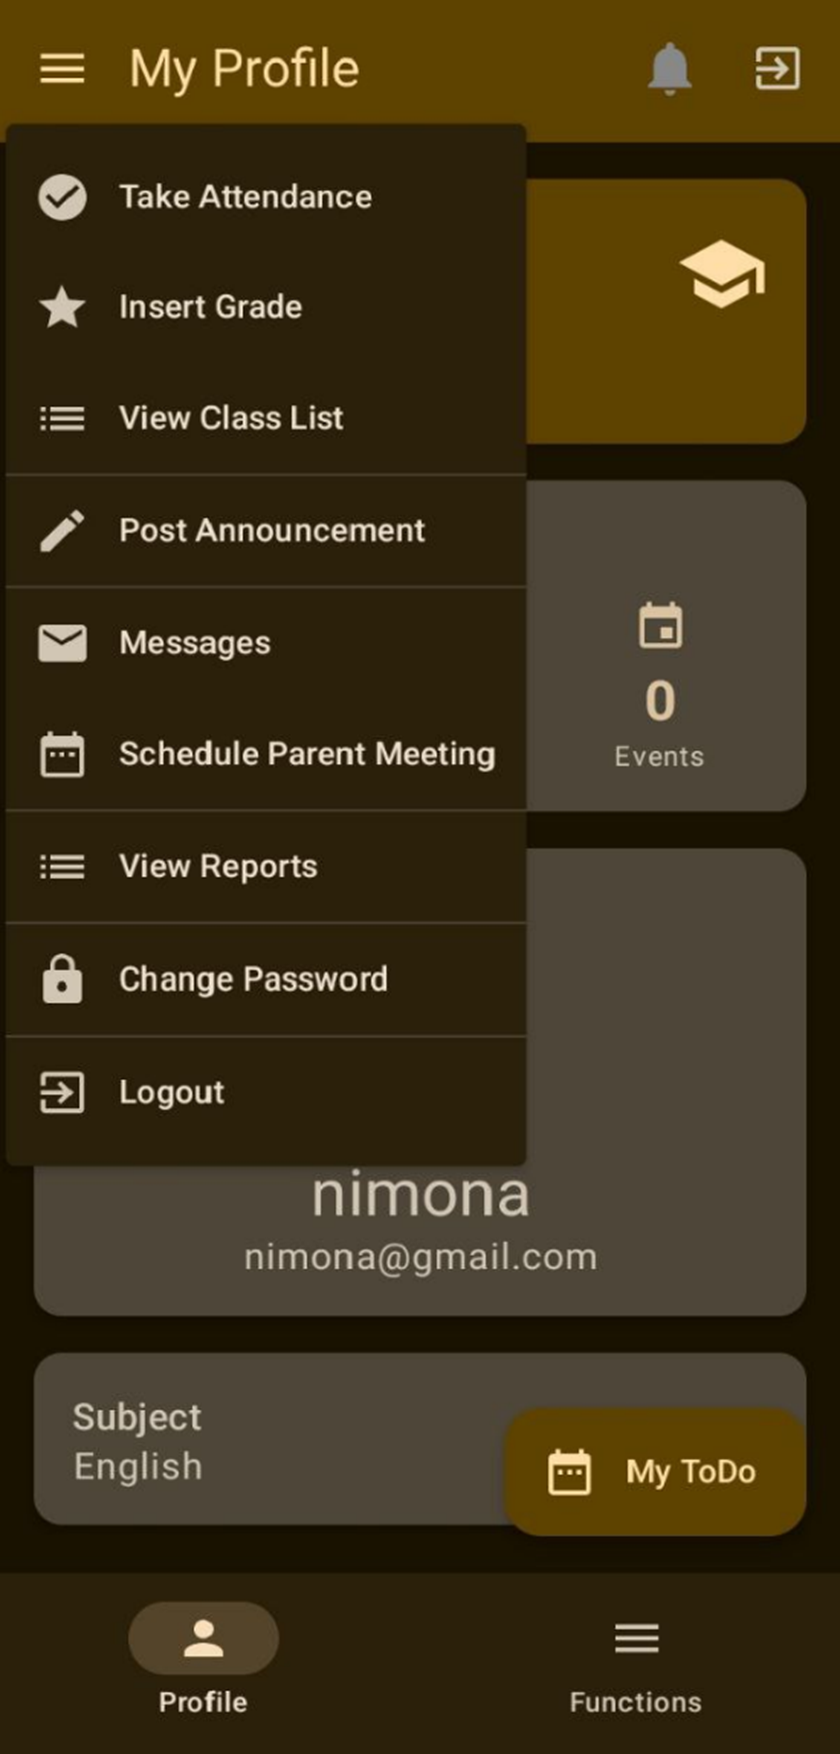 My Profile
Take Attendance
Insert Grade
View Class List
Post Announcement
Messages
Schedule Parent Meeting
View Reports
Change Password
Logout
0
Events
nimona
nimona@gmail.com
Subject
English
My ToDo
Profile
Functions